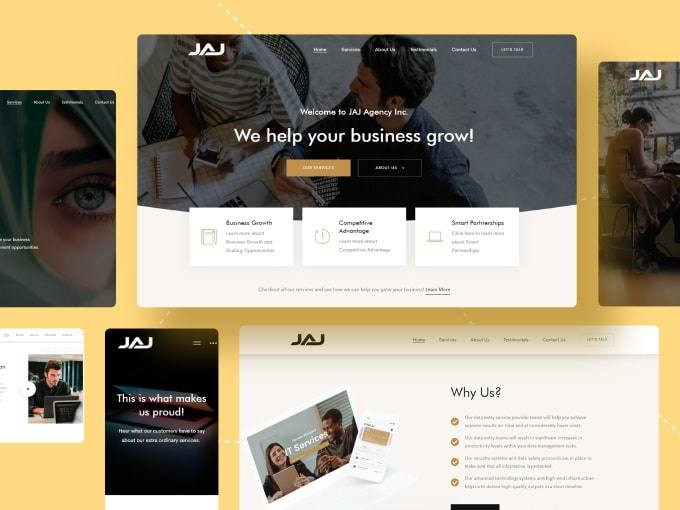 JAJ
Home Services About Us Testimonials Contact Us LET'S TALK
Welcome to JAJ Agency Inc.
We help your business grow!
OUR SERVICES
ABOUT US →
Business Growth
Learn more about
Business Growth and
Scaling Opportunities
Competitive
Advantage
Learn more about
Competitive Advantage
Smart Partnerships
Click here to learn more
about Smart
Partnerships
Checkout all our services and see how we can help you grow your business! Learn More
Services About Us Testimonials Contact Us
e your business
ment opportunities.
JAJ
JAJ
This is what makes
us proud!
Hear what our customers have to say
about our extra ordinary services.
JAJ
Home Services About Us Testimonials Contact Us LET'S TALK
IT Services
Why Us?
Our data entry service provider teams will help you achieve
superior results on-time and at considerably lower costs.
Our data entry teams will result in significant increases in
productivity levels within your data management tasks.
Our security systems and data safety protocols are in place to
make sure that all information is protected.
Our advanced technology systems and high-end infrastructure
help us to deliver high-quality outputs in a short timeline.